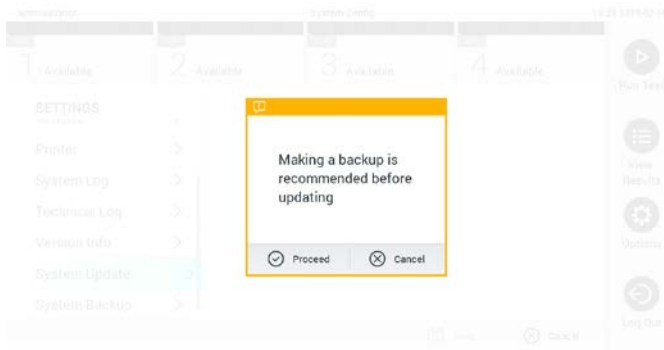 administrator
System Config
1 Available
2 Available
3 Available
4 Available
Run Test
SETTINGS
View
Results
Printer
System Log
Technical Log
Options
Version Info
System Update
System Backup
Log Out
Making a backup is
recommended before
updating
Proceed
Cancel
Cancel